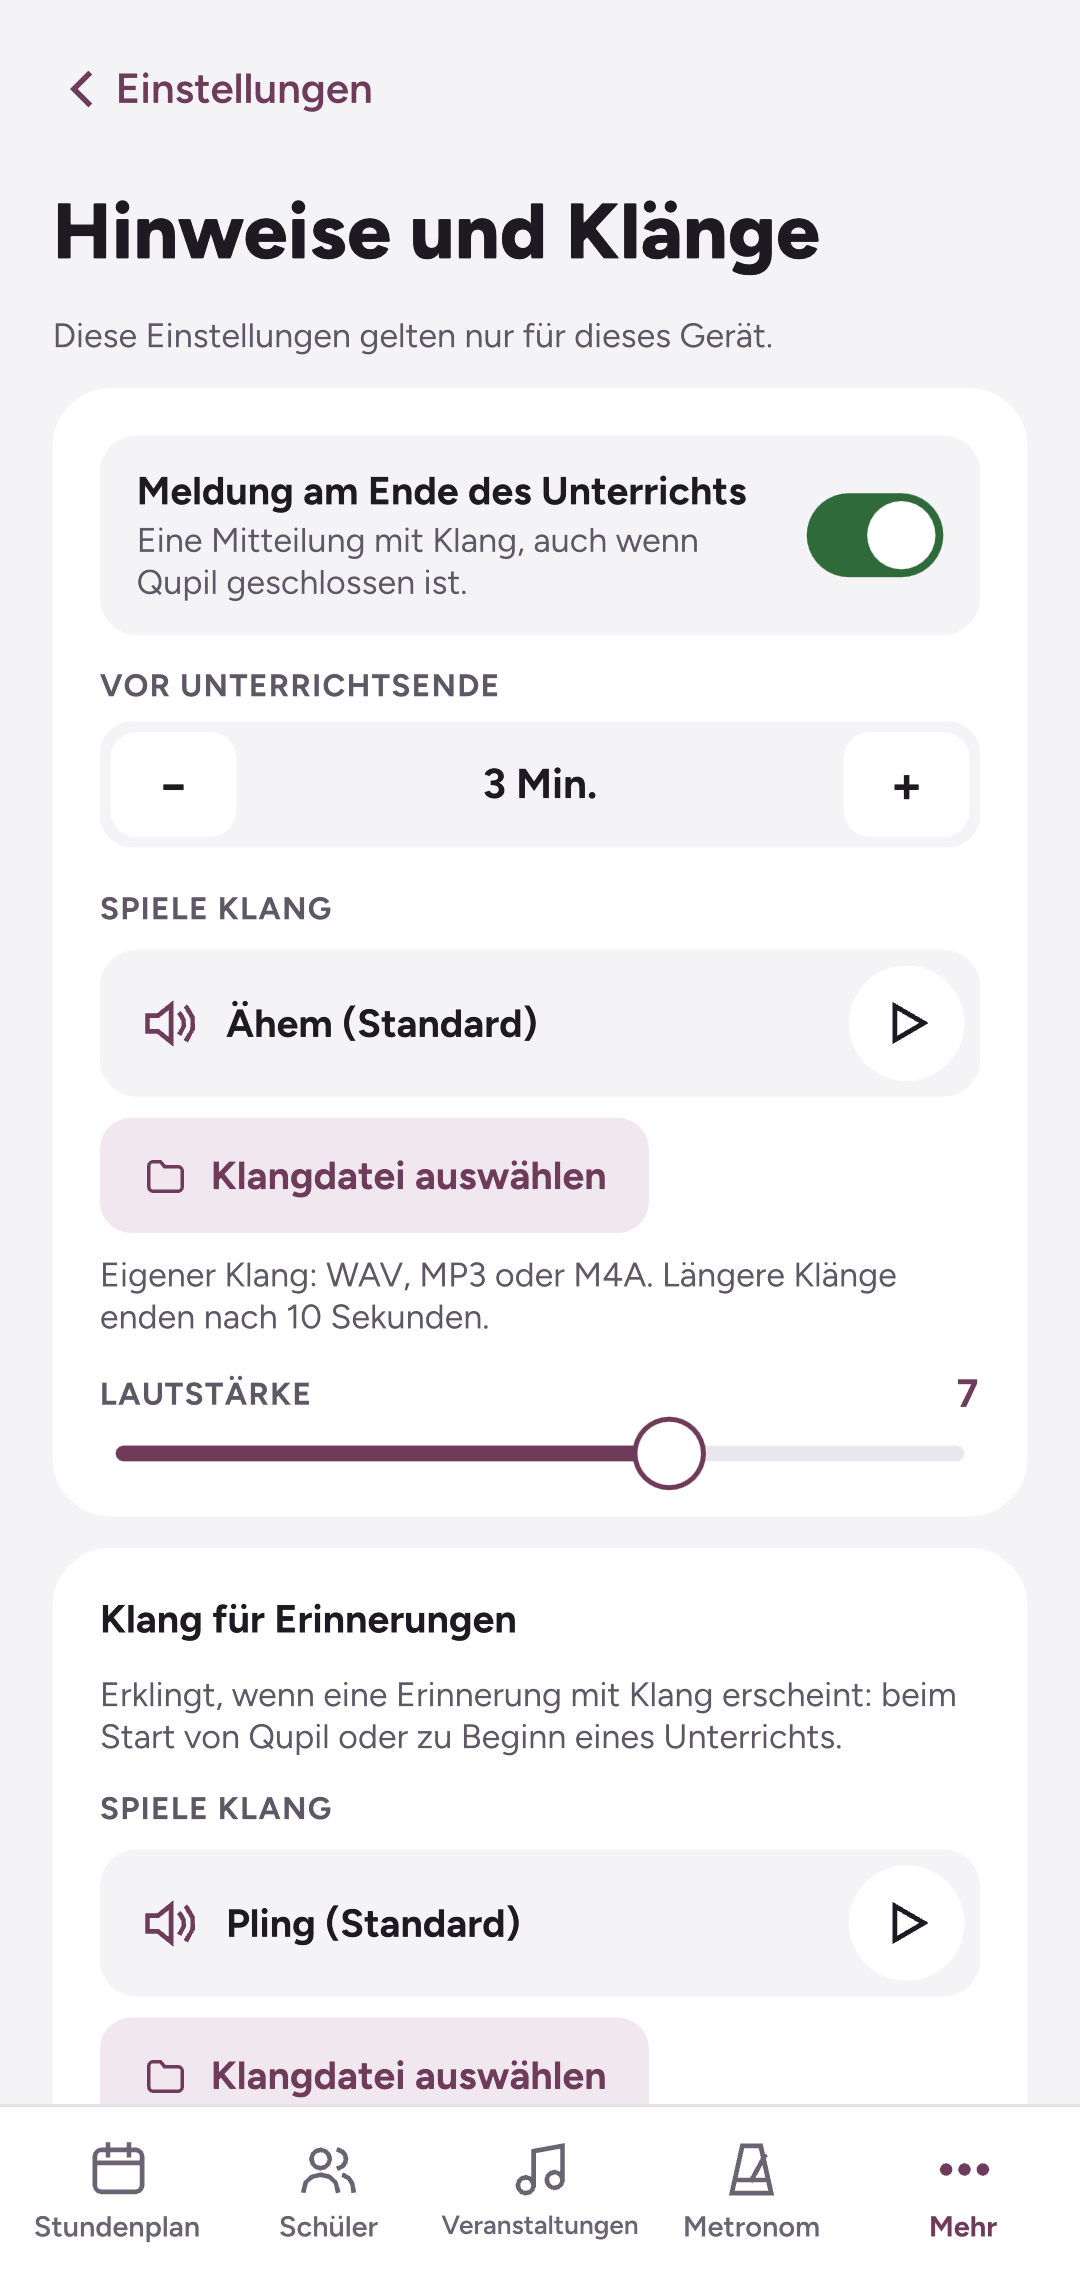 Einstellungen
Hinweise und Klänge
Diese Einstellungen gelten nur für dieses Gerät.
Meldung am Ende des Unterrichts
Eine Mitteilung mit Klang, auch wenn
Qupil geschlossen ist.
VOR UNTERRICHTSENDE
− 3 Min. +
SPIELE KLANG
Ähem (Standard)
Klangdatei auswählen
Eigener Klang: WAV, MP3 oder M4A. Längere Klänge
enden nach 10 Sekunden.
LAUTSTÄRKE 7
Klang für Erinnerungen
Erklingt, wenn eine Erinnerung mit Klang erscheint: beim
Start von Qupil oder zu Beginn eines Unterrichts.
SPIELE KLANG
Pling (Standard)
Klangdatei auswählen
Stundenplan Schüler Veranstaltungen Metronom Mehr